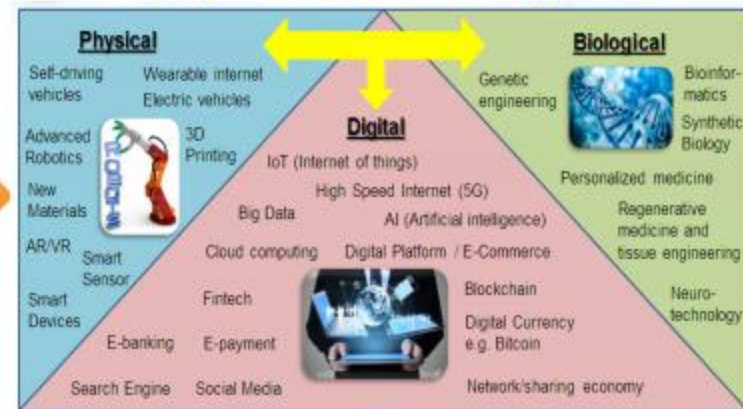 Physical
Self-driving
vehicles
Wearable internet
Electric vehicles
Advanced
Robotics
3D
Printing
New
Materials
AR/VR
Smart
Sensor
Smart
Devices
Digital
IoT (Internet of things)
High Speed Internet (5G)
Big Data
AI (Artificial intelligence)
Cloud computing
Digital Platform / E-Commerce
Fintech
Blockchain
Digital Currency
e.g. Bitcoin
E-banking
E-payment
Search Engine
Social Media
Network/sharing economy
Biological
Genetic
engineering
Bioinfor-
matics
Synthetic
Biology
Personalized medicine
Regenerative
medicine and
tissue engineering
Neuro-
technology